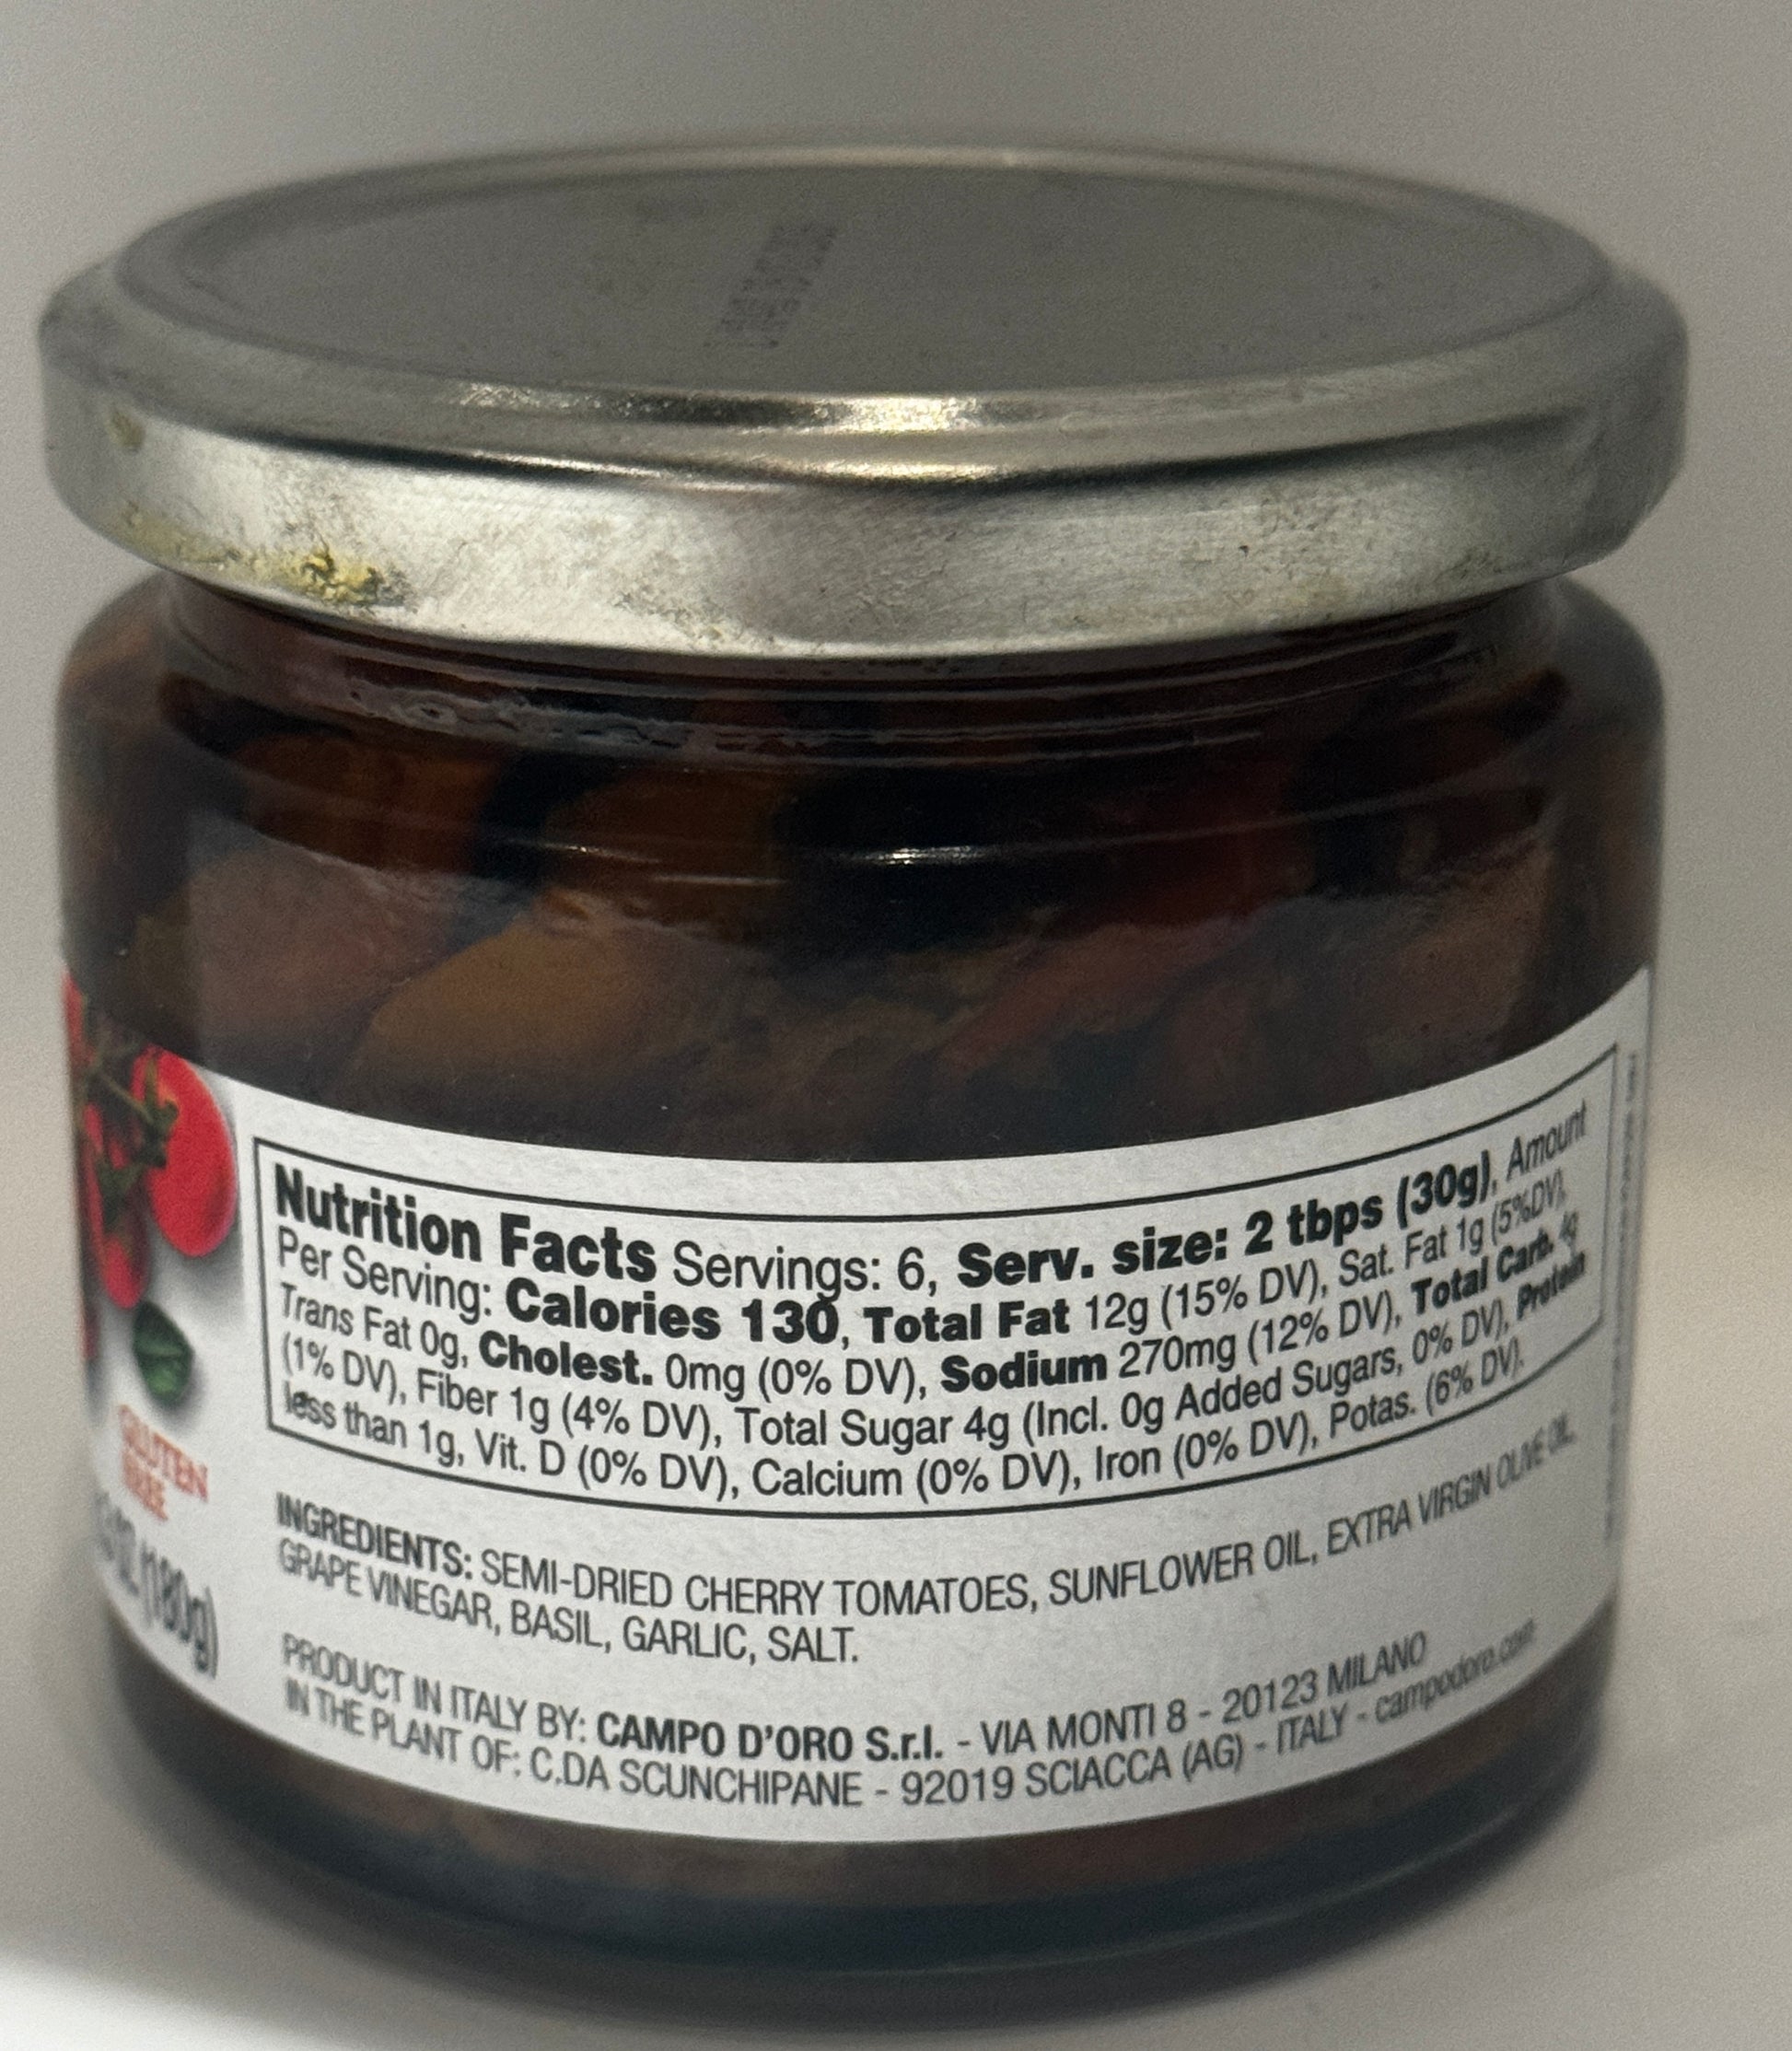 Nutrition Facts Servings: 6, Serv. size: 2 tbps (30g), Amount
Per Serving: Calories 130, Total Fat 12g (15% DV), Sat. Fat 1g (5%DV),
Trans Fat 0g, Cholest. 0mg (0% DV), Sodium 270mg (12% DV), Total Carb. 4g
(1% DV), Fiber 1g (4% DV), Total Sugar 4g (Incl. 0g Added Sugars, 0% DV), Protein
less than 1g, Vit. D (0% DV), Calcium (0% DV), Iron (0% DV), Potas. (6% DV).
INGREDIENTS: SEMI-DRIED CHERRY TOMATOES, SUNFLOWER OIL, EXTRA VIRGIN OLIVE OIL,
GRAPE VINEGAR, BASIL, GARLIC, SALT.
PRODUCT IN ITALY BY: CAMPO D'ORO S.r.l. - VIA MONTI 8 - 20123 MILANO
IN THE PLANT OF: C.DA SCUNCHIPANE - 92019 SCIACCA (AG) - ITALY - campodoro.com
GLUTEN
FREE
OZ (180g)